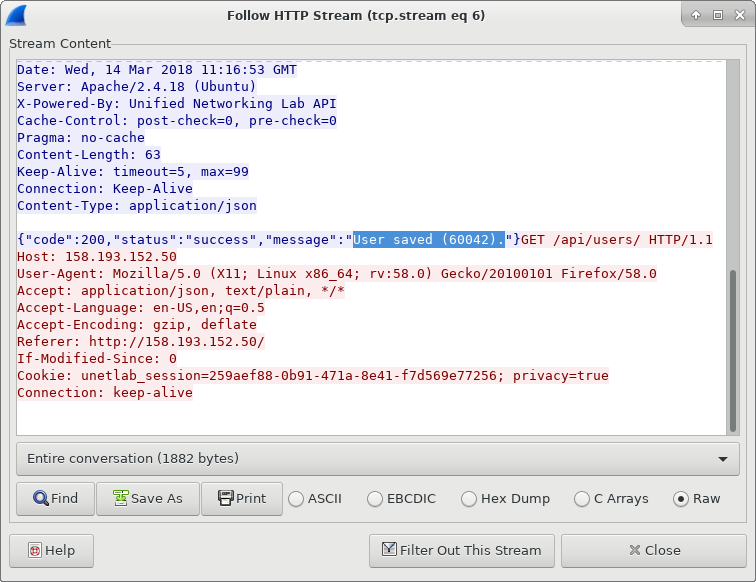 Follow HTTP Stream (tcp.stream eq 6)
Stream Content
Date: Wed, 14 Mar 2018 11:16:53 GMT
Server: Apache/2.4.18 (Ubuntu)
X-Powered-By: Unified Networking Lab API
Cache-Control: post-check=0, pre-check=0
Pragma: no-cache
Content-Length: 63
Keep-Alive: timeout=5, max=99
Connection: Keep-Alive
Content-Type: application/json
{"code":200,"status":"success","message":"User saved (60042)."}GET /api/users/ HTTP/1.1
Host: 158.193.152.50
User-Agent: Mozilla/5.0 (X11; Linux x86_64; rv:58.0) Gecko/20100101 Firefox/58.0
Accept: application/json, text/plain, */*
Accept-Language: en-US,en;q=0.5
Accept-Encoding: gzip, deflate
Referer: http://158.193.152.50/
If-Modified-Since: 0
Cookie: unetlab_session=259aef88-0b91-471a-8e41-f7d569e77256; privacy=true
Connection: keep-alive
Entire conversation (1882 bytes)
Find Save As Print ASCII EBCDIC Hex Dump C Arrays Raw
Help Filter Out This Stream Close